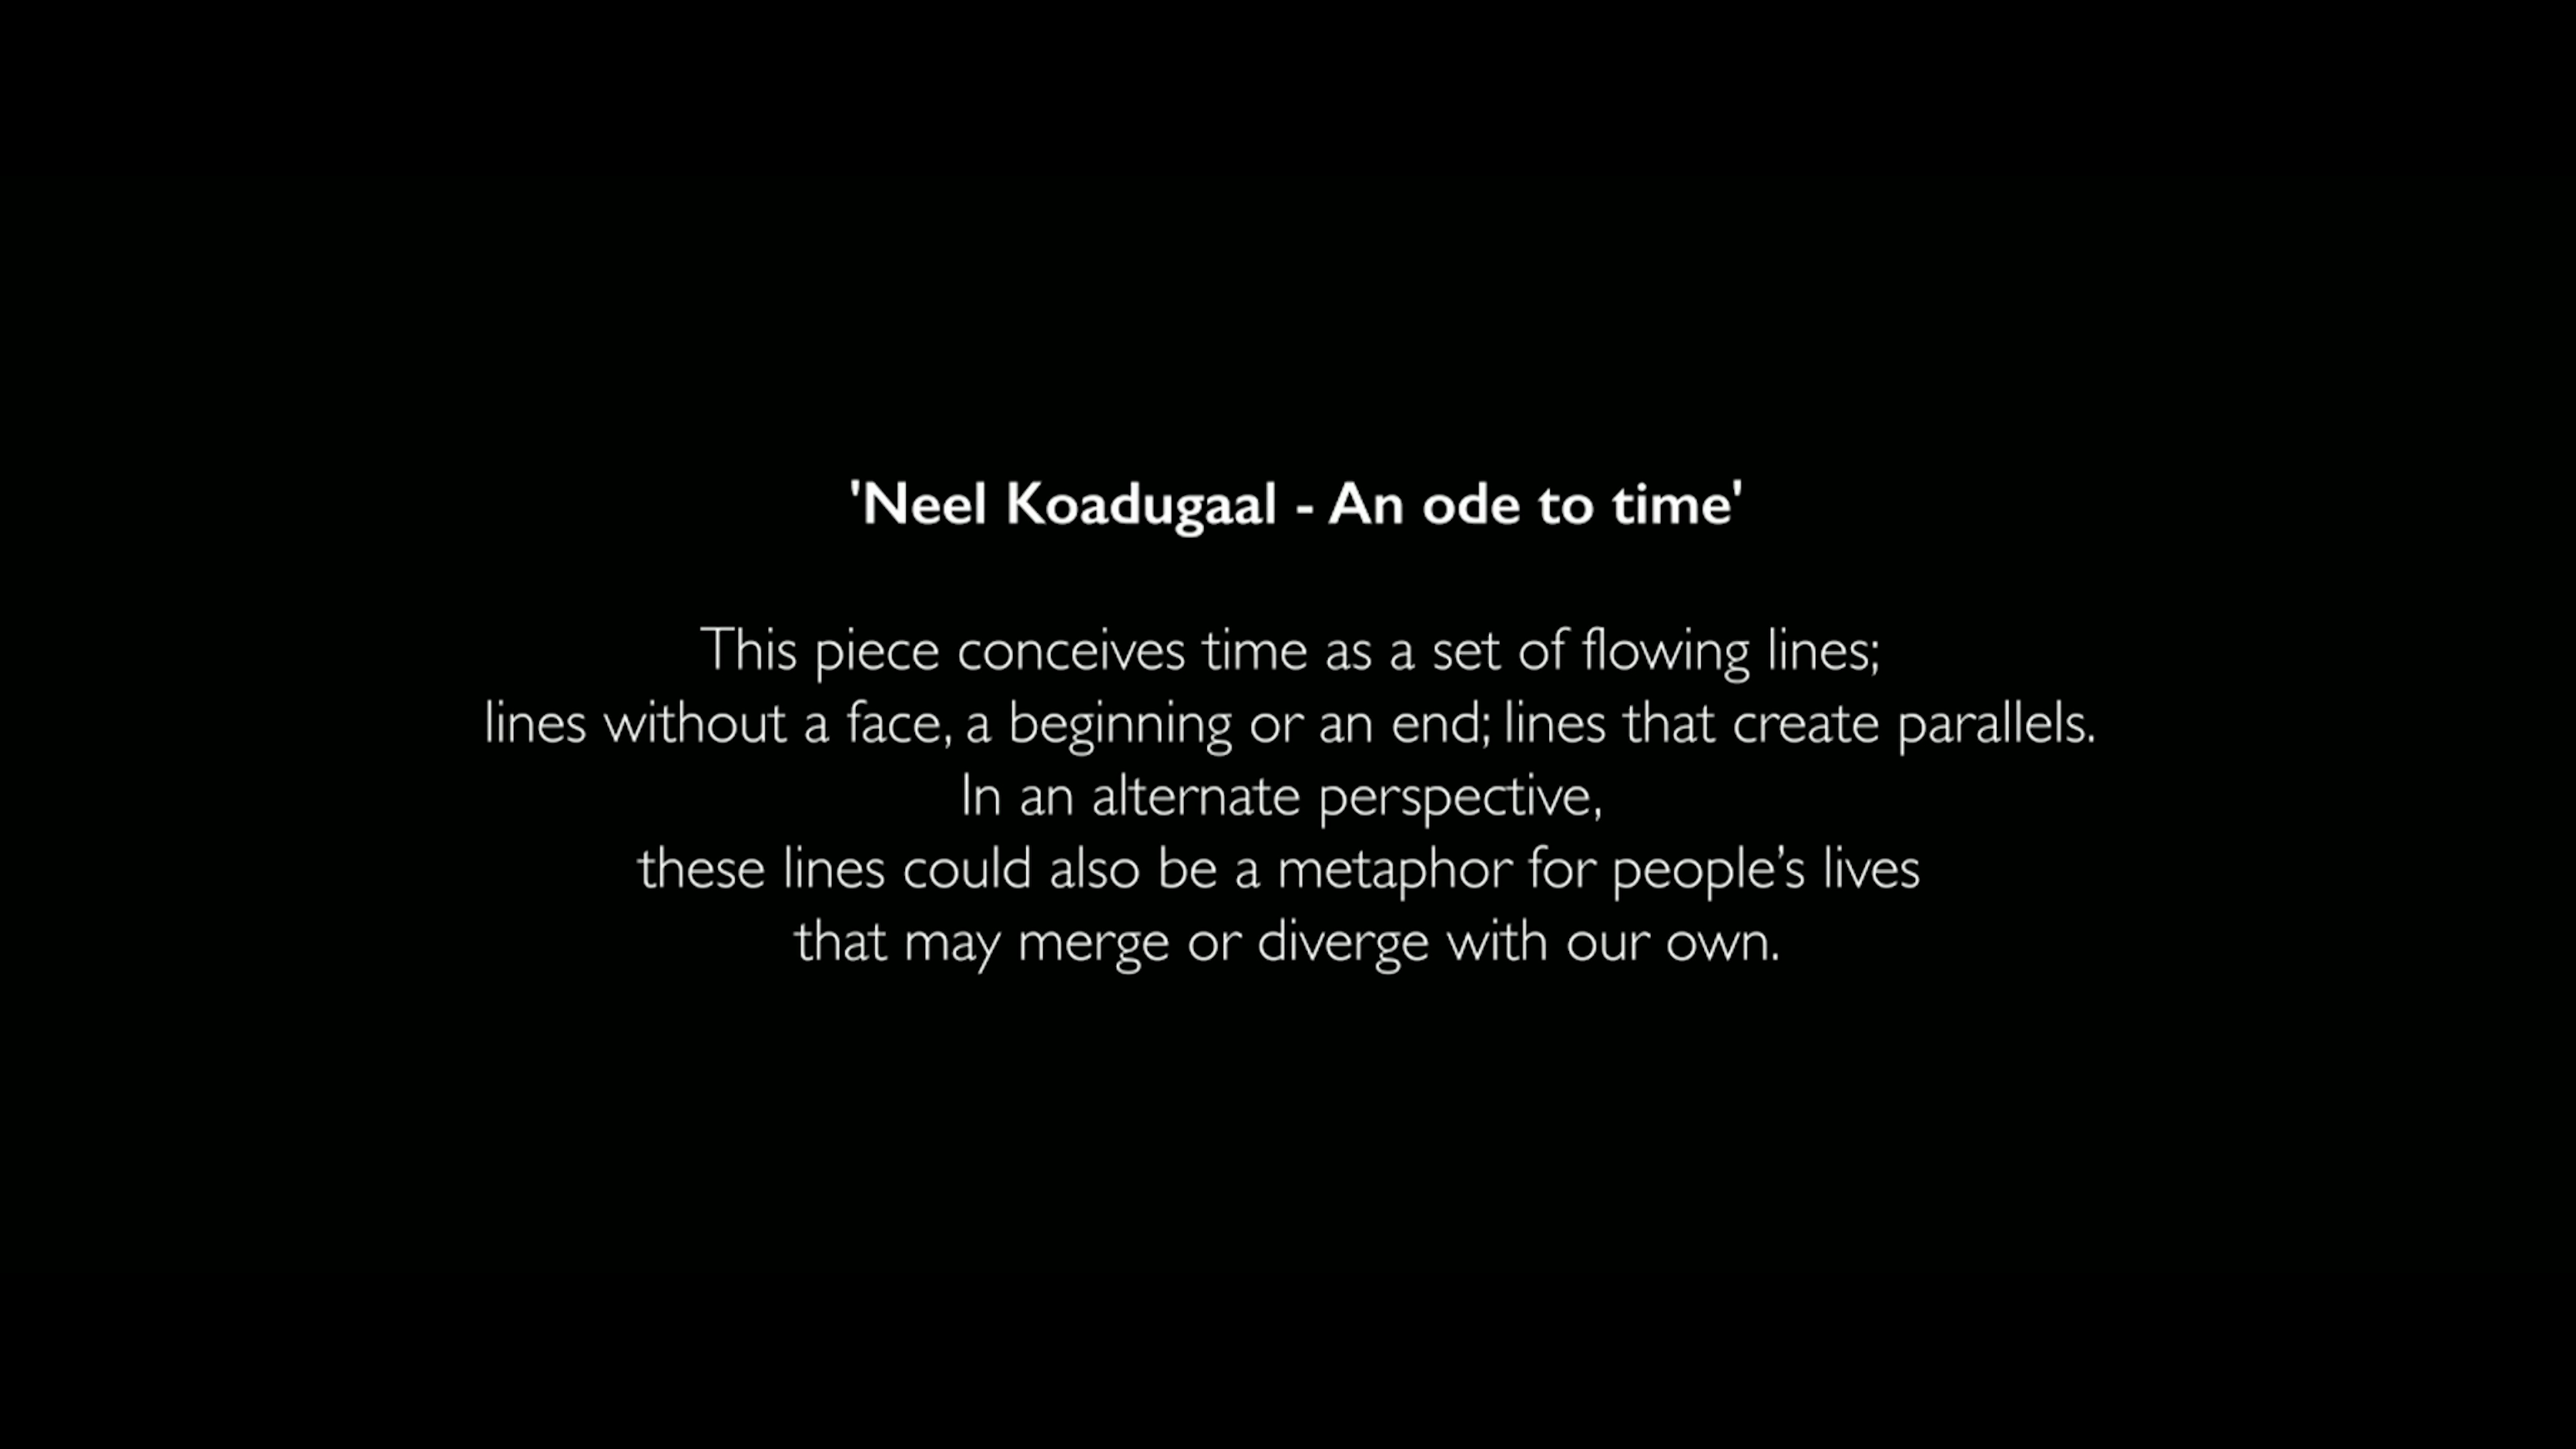 'Neel Koadugaal - An ode to time'
This piece conceives time as a set of flowing lines;
lines without a face, a beginning or an end; lines that create parallels.
In an alternate perspective,
these lines could also be a metaphor for people’s lives
that may merge or diverge with our own.